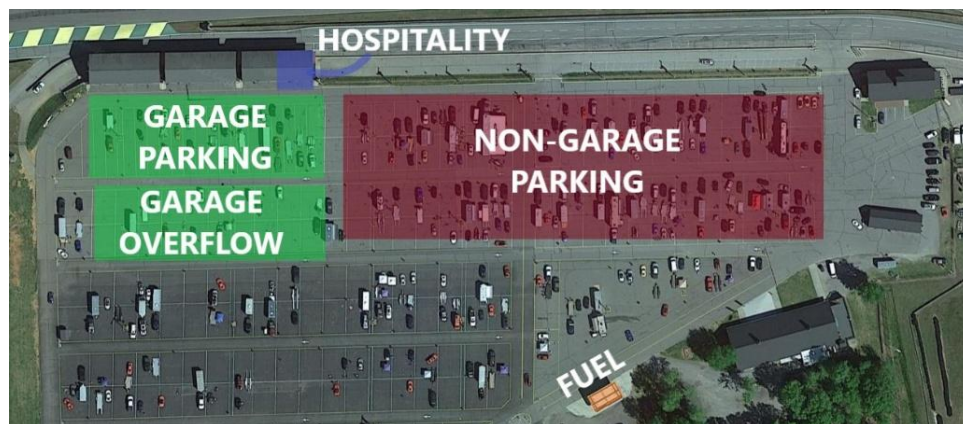 HOSPITALITY
GARAGE
PARKING
NON-GARAGE
PARKING
GARAGE
OVERFLOW
FUEL